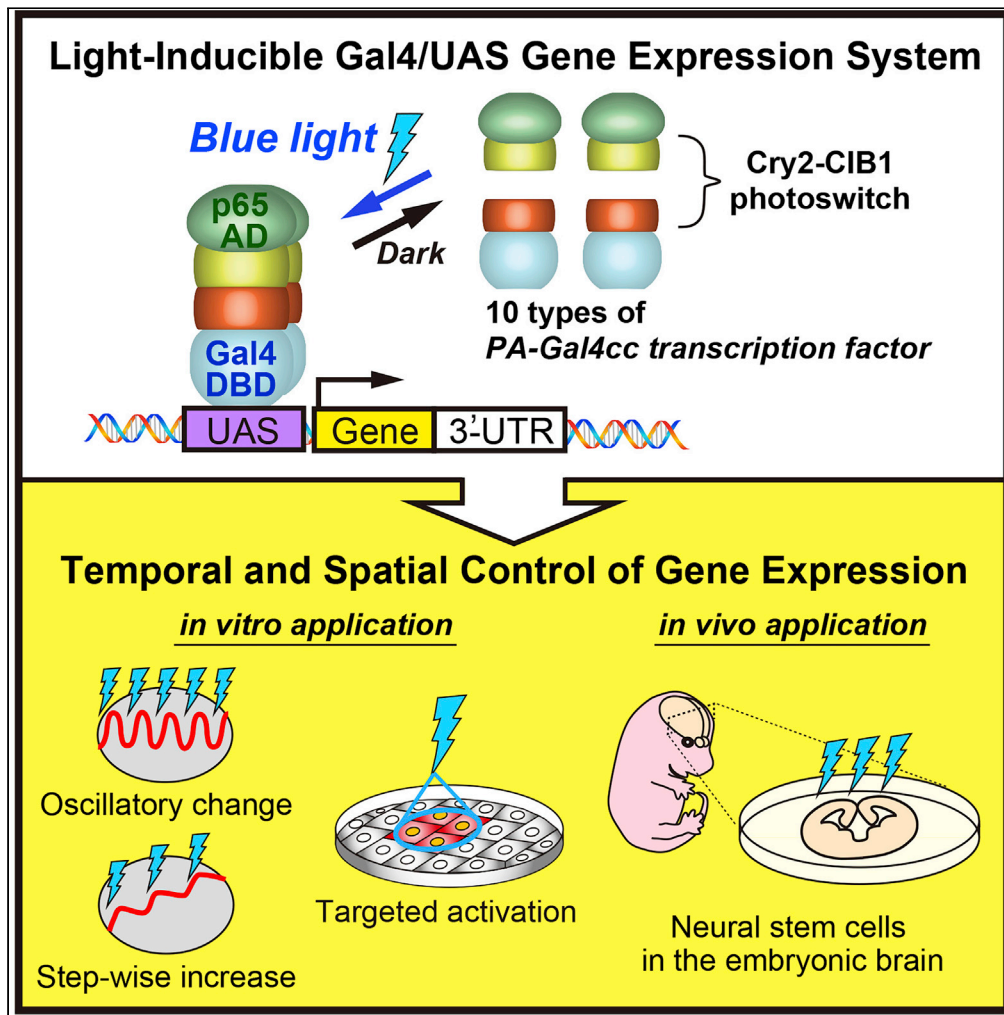 Light-Inducible Gal4/UAS Gene Expression System
Blue light
Dark
p65
AD
Gal4
DBD
Cry2-CIB1
photoswitch
10 types of
PA-Gal4cc transcription factor
UAS
Gene
3'-UTR
Temporal and Spatial Control of Gene Expression
in vitro application
in vivo application
Oscillatory change
Step-wise increase
Targeted activation
Neural stem cells
in the embryonic brain